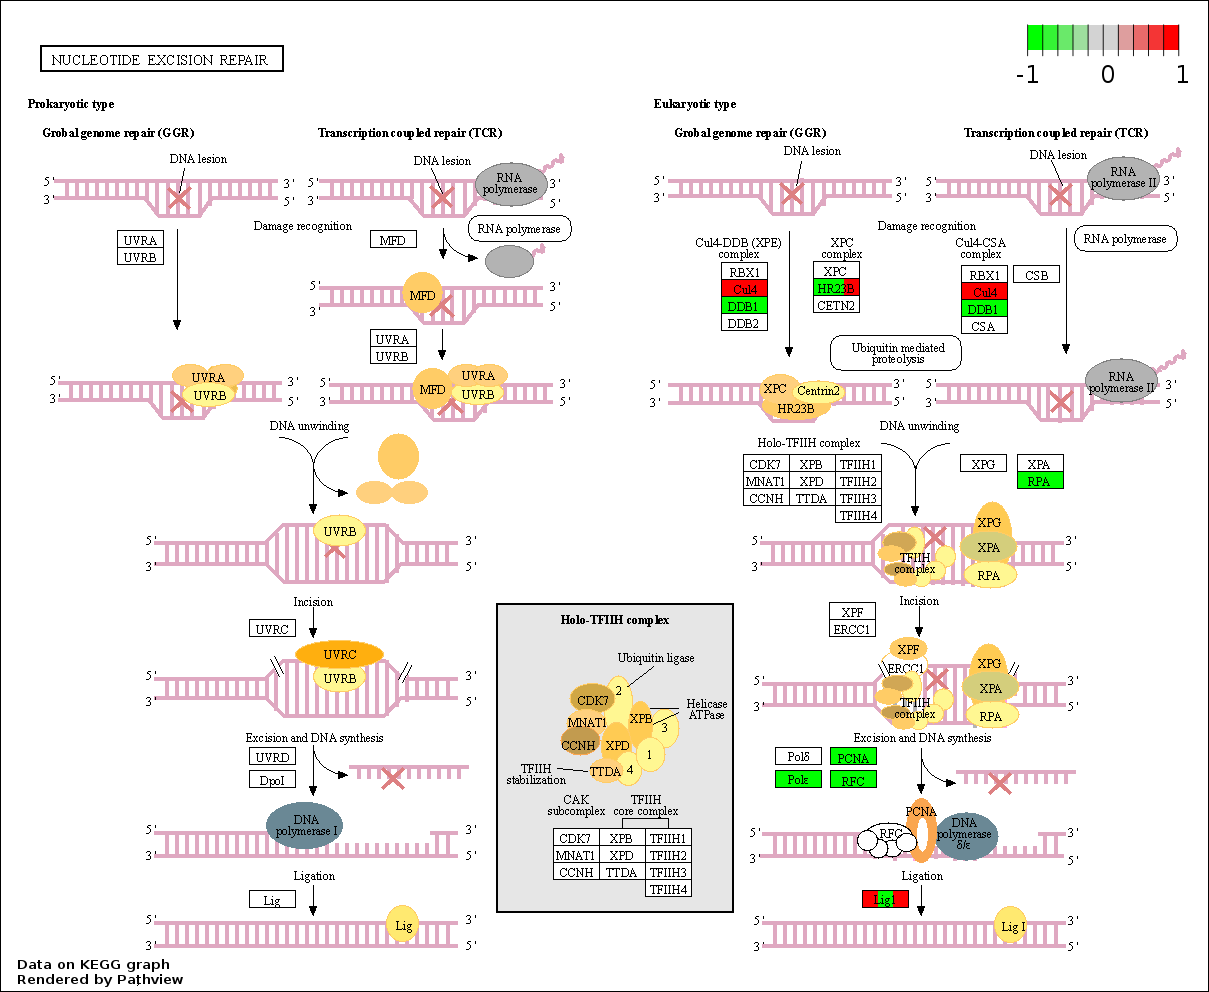 NUCLEOTIDE EXCISION REPAIR
-1 0 1
Prokaryotic type
Grobal genome repair (GGR)
Transcription coupled repair (TCR)
DNA lesion
DNA lesion
RNA
polymerase
5'
3'
3'
5'
5'
3'
3'
5'
Damage recognition
UVRA
UVRB
MFD
RNA polymerase
MFD
5'
3'
3'
5'
UVRA
UVRB
UVRA
UVRB
5'
3'
3'
5'
MFD
UVRA
UVRB
5'
3'
3'
5'
DNA unwinding
UVRB
5'
3'
3'
5'
Incision
UVRC
UVRC
UVRB
5'
3'
3'
5'
Excision and DNA synthesis
UVRD
DpoI
DNA
polymerase I
5'
3'
3'
5'
Ligation
Lig
Lig
5'
3'
3'
5'
Holo-TFIIH complex
Ubiquitin ligase
CDK7
2
MNAT1
XPB
Helicase
ATPase
3
CCNH
XPD
1
TTDA
4
TFIIH
stabilization
CAK
subcomplex
TFIIH
core complex
CDK7 XPB TFIIH1
MNAT1 XPD TFIIH2
CCNH TTDA TFIIH3
TFIIH4
Eukaryotic type
Grobal genome repair (GGR)
Transcription coupled repair (TCR)
DNA lesion
DNA lesion
RNA
polymerase II
5'
3'
3'
5'
5'
3'
3'
5'
Damage recognition
RNA polymerase
Cul4-DDB (XPE)
complex
RBX1
Cul4
DDB1
DDB2
XPC
complex
XPC
HR23B
CETN2
Cul4-CSA
complex
RBX1
Cul4
DDB1
CSA
CSB
Ubiquitin mediated
proteolysis
XPC
Centrin2
HR23B
5'
3'
3'
5'
RNA
polymerase II
5'
3'
3'
5'
DNA unwinding
Holo-TFIIH complex
CDK7 XPB TFIIH1
MNAT1 XPD TFIIH2
CCNH TTDA TFIIH3
TFIIH4
XPG
XPA
RPA
XPG
XPA
RPA
TFIIH
complex
5'
3'
3'
5'
Incision
XPF
ERCC1
XPF
ERCC1
XPG
XPA
RPA
TFIIH
complex
5'
3'
3'
5'
Excision and DNA synthesis
Polδ PCNA
Polε RFC
PCNA
RFC
DNA
polymerase
δ/ε
5'
3'
3'
5'
Ligation
Lig1
Lig I
5'
3'
3'
5'
Data on KEGG graph
Rendered by Pathview